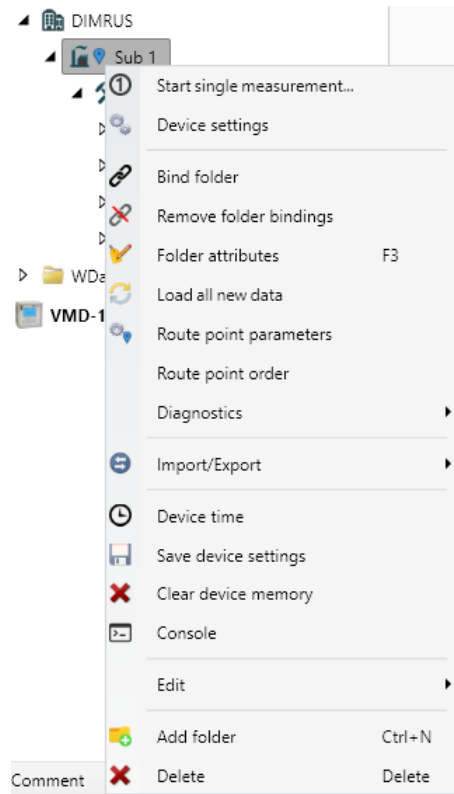 DIMRUS
Sub 1
Start single measurement...
Device settings
Bind folder
Remove folder bindings
Folder attributes F3
WDa
Load all new data
VMD-1
Route point parameters
Route point order
Diagnostics
Import/Export
Device time
Save device settings
Clear device memory
Console
Edit
Add folder Ctrl+N
Comment
Delete Delete